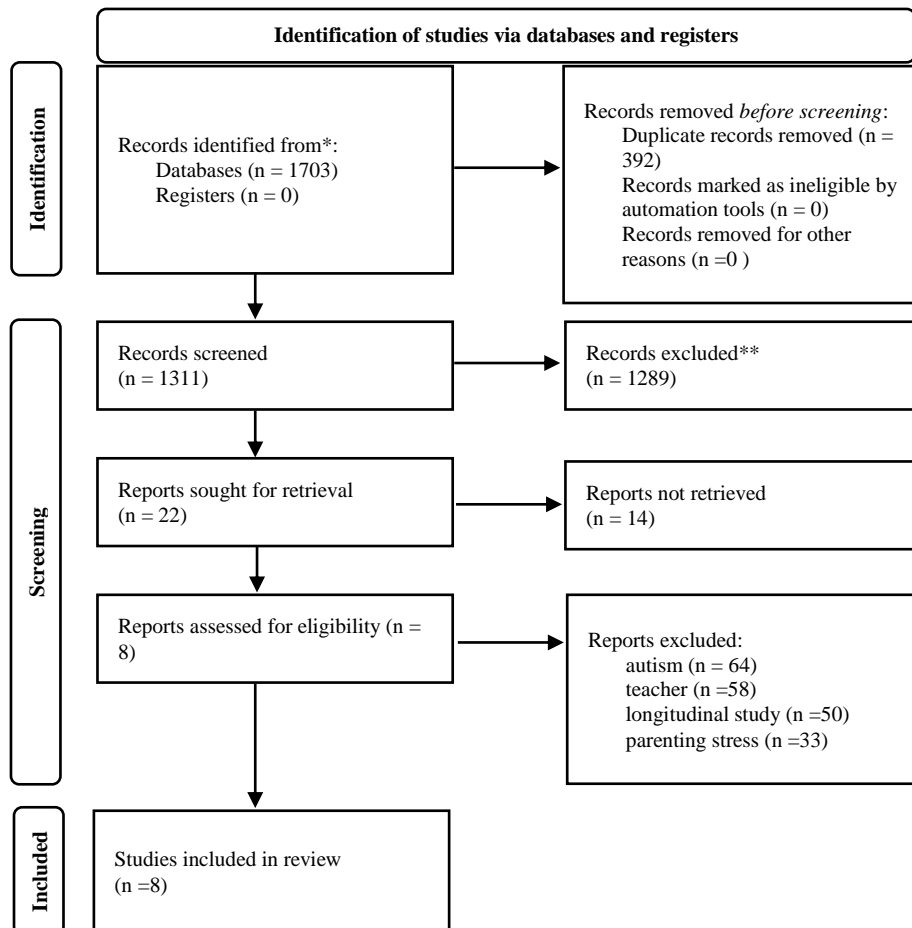 Identification of studies via databases and registers
Identification
Records identified from*:
Databases (n = 1703)
Registers (n = 0)
Records removed before screening:
Duplicate records removed (n =
392)
Records marked as ineligible by
automation tools (n = 0)
Records removed for other
reasons (n =0 )
Screening
Records screened
(n = 1311)
Records excluded**
(n = 1289)
Reports sought for retrieval
(n = 22)
Reports not retrieved
(n = 14)
Reports assessed for eligibility (n =
8)
Reports excluded:
autism (n = 64)
teacher (n =58)
longitudinal study (n =50)
parenting stress (n =33)
Included
Studies included in review
(n =8)